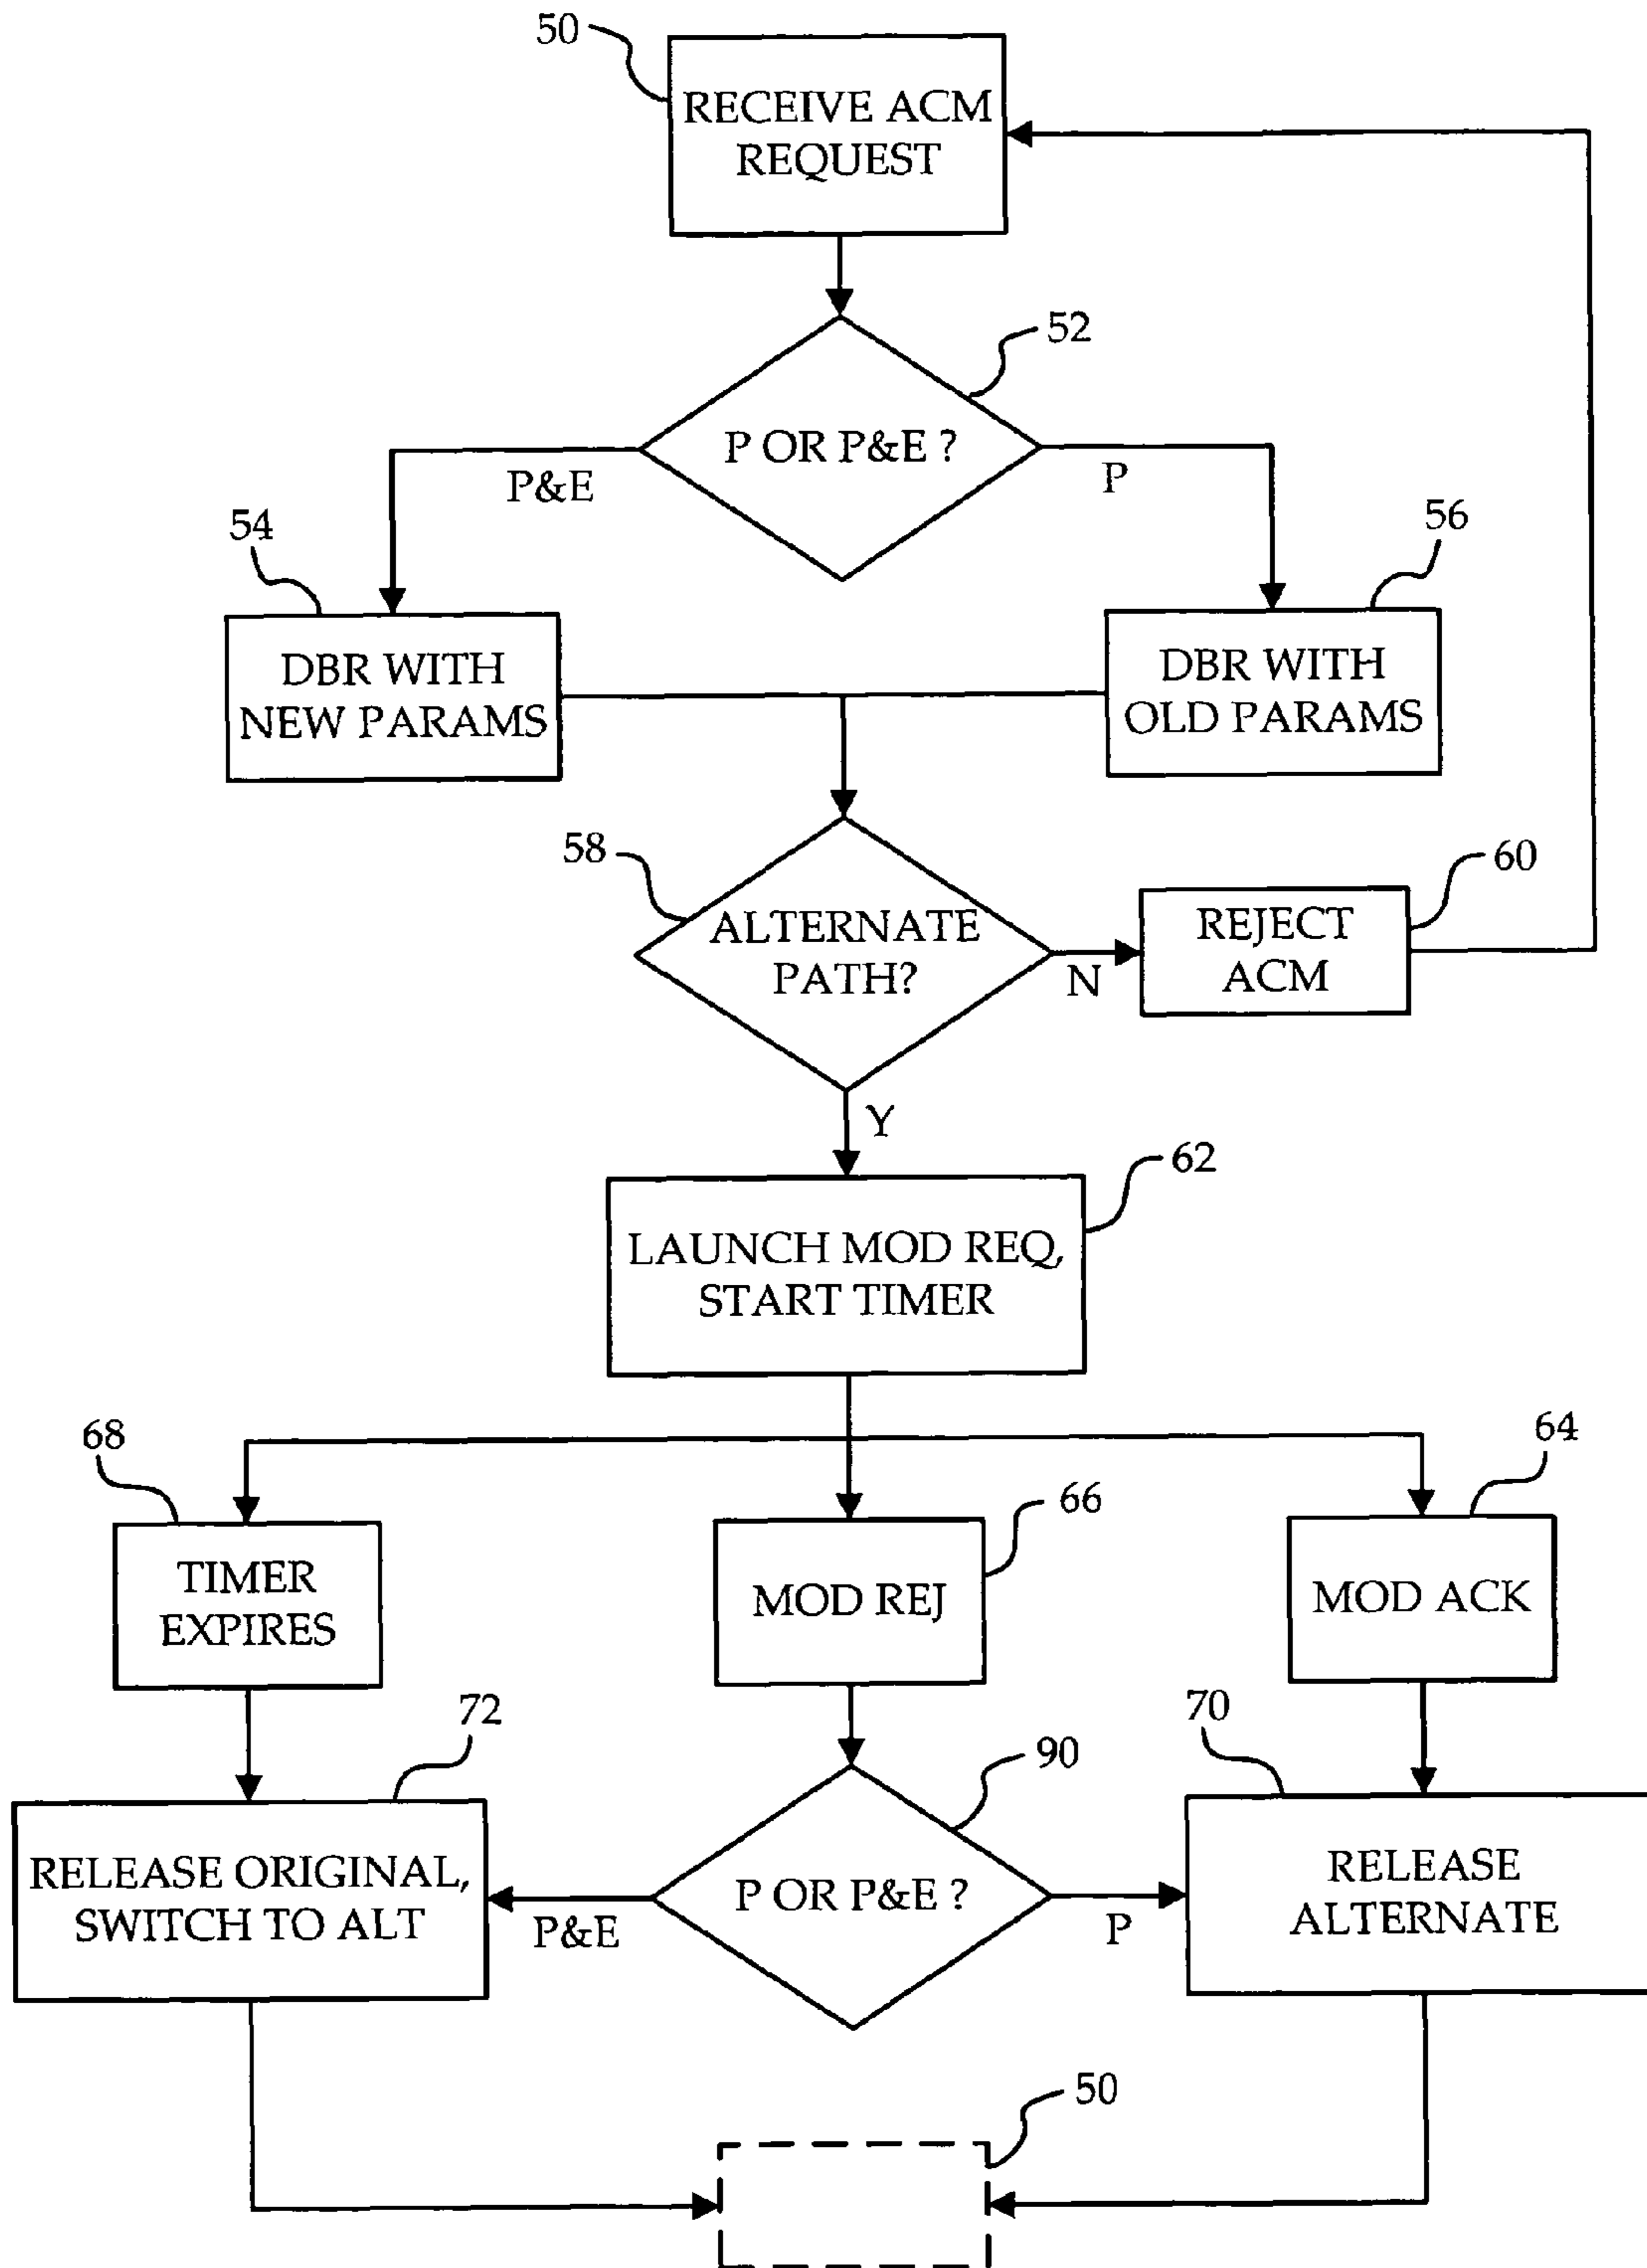 50
RECEIVE ACM
REQUEST
52
P OR P&E ?
P&E
P
54
56
DBR WITH
NEW PARAMS
DBR WITH
OLD PARAMS
58
60
ALTERNATE
PATH?
N
REJECT
ACM
Y
62
LAUNCH MOD REQ,
START TIMER
68
64
66
TIMER
EXPIRES
MOD REJ
MOD ACK
72
70
90
RELEASE ORIGINAL,
SWITCH TO ALT
P&E
P OR P&E ?
P
RELEASE
ALTERNATE
50